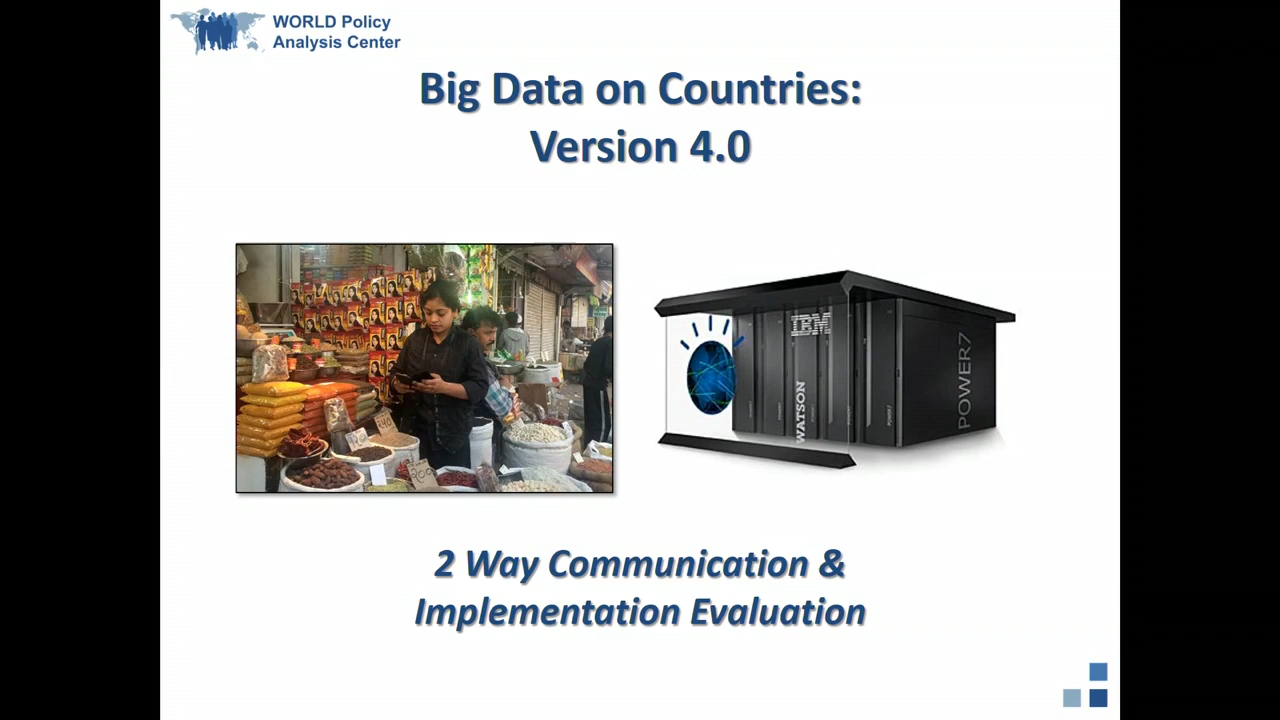 WORLD Policy
Analysis Center
Big Data on Countries:
Version 4.0
IBM
WATSON
POWER7
2 Way Communication &
Implementation Evaluation